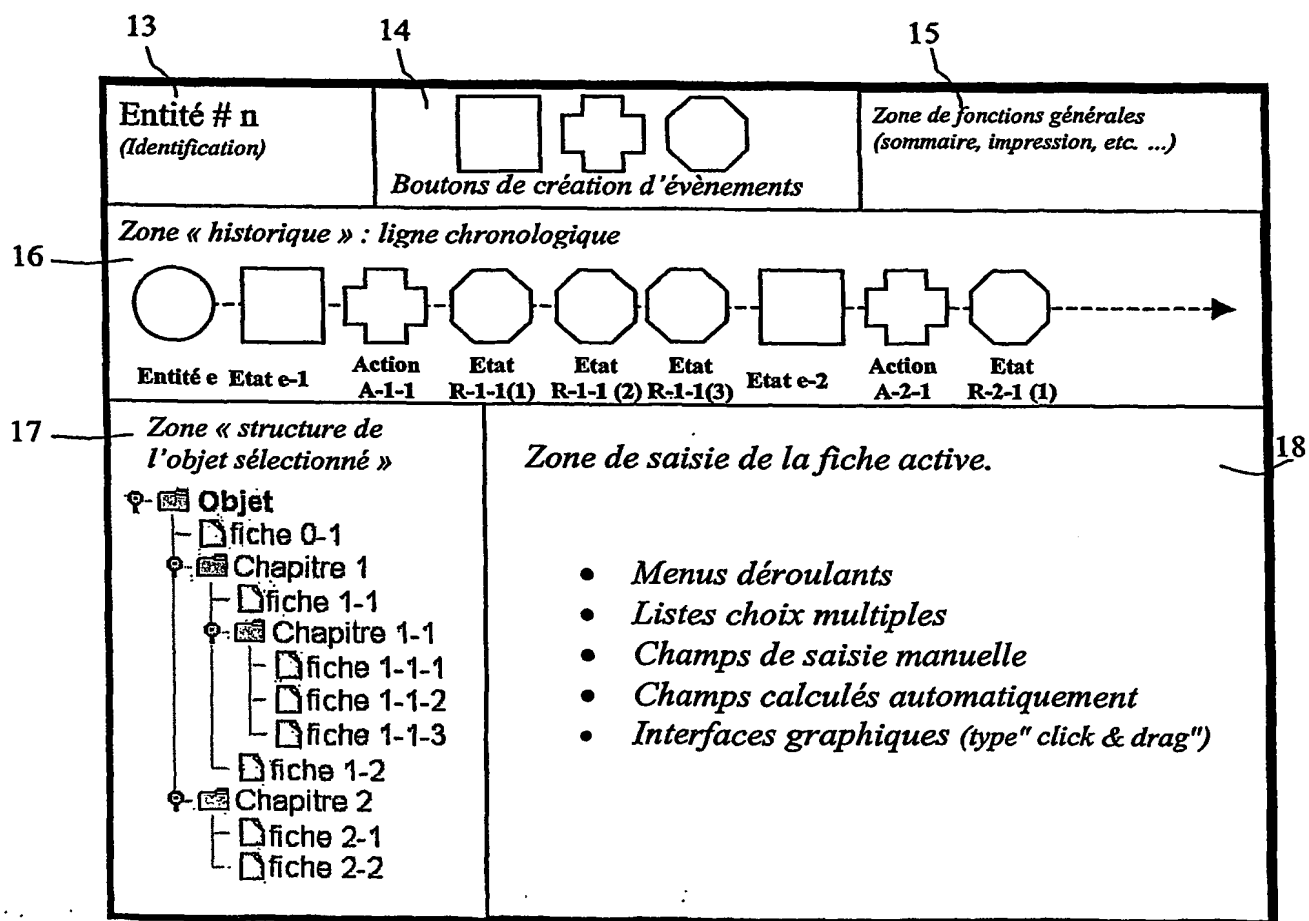 13
14
15
Entité # n
(Identification)
Boutons de création d'évènements
Zone de fonctions générales
(sommaire, impression, etc. ...)
16
Zone « historique » : ligne chronologique
Entité e
Etat e-1
Action
A-1-1
Etat
R-1-1(1)
Etat
R-1-1 (2)
Etat
R-1-1(3)
Etat e-2
Action
A-2-1
Etat
R-2-1 (1)
17
Zone « structure de
l'objet sélectionné »
Objet
fiche 0-1
Chapitre 1
fiche 1-1
Chapitre 1-1
fiche 1-1-1
fiche 1-1-2
fiche 1-1-3
fiche 1-2
Chapitre 2
fiche 2-1
fiche 2-2
18
Zone de saisie de la fiche active.
• Menus déroulants
• Listes choix multiples
• Champs de saisie manuelle
• Champs calculés automatiquement
• Interfaces graphiques (type" click & drag")